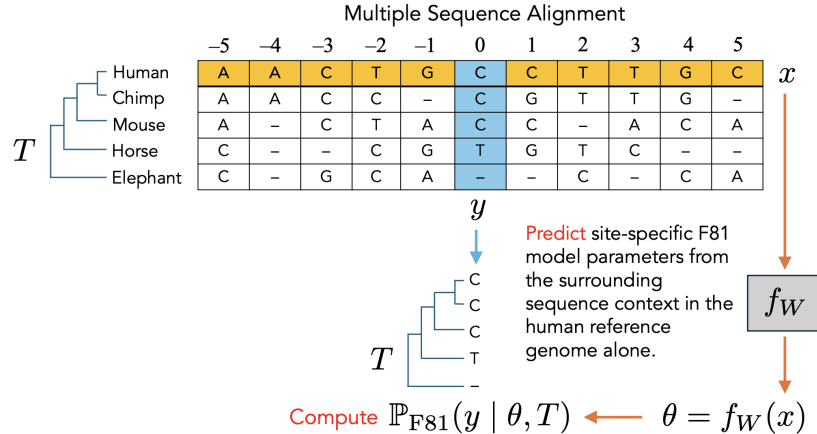 Multiple Sequence Alignment
–5 –4 –3 –2 –1 0 1 2 3 4 5
Human A A C T G C C T T G C x
Chimp A A C C – C G T T G –
Mouse A – C T A C C – A C A
T
Horse C – – C G T G T C – –
Elephant C – G C A – – C – C A
y
Predict site-specific F81
model parameters from
the surrounding
sequence context in the
human reference
genome alone.
f_W
C
C
C
T
T
–
Compute ℙ_F81(y | θ, T)
θ = f_W(x)